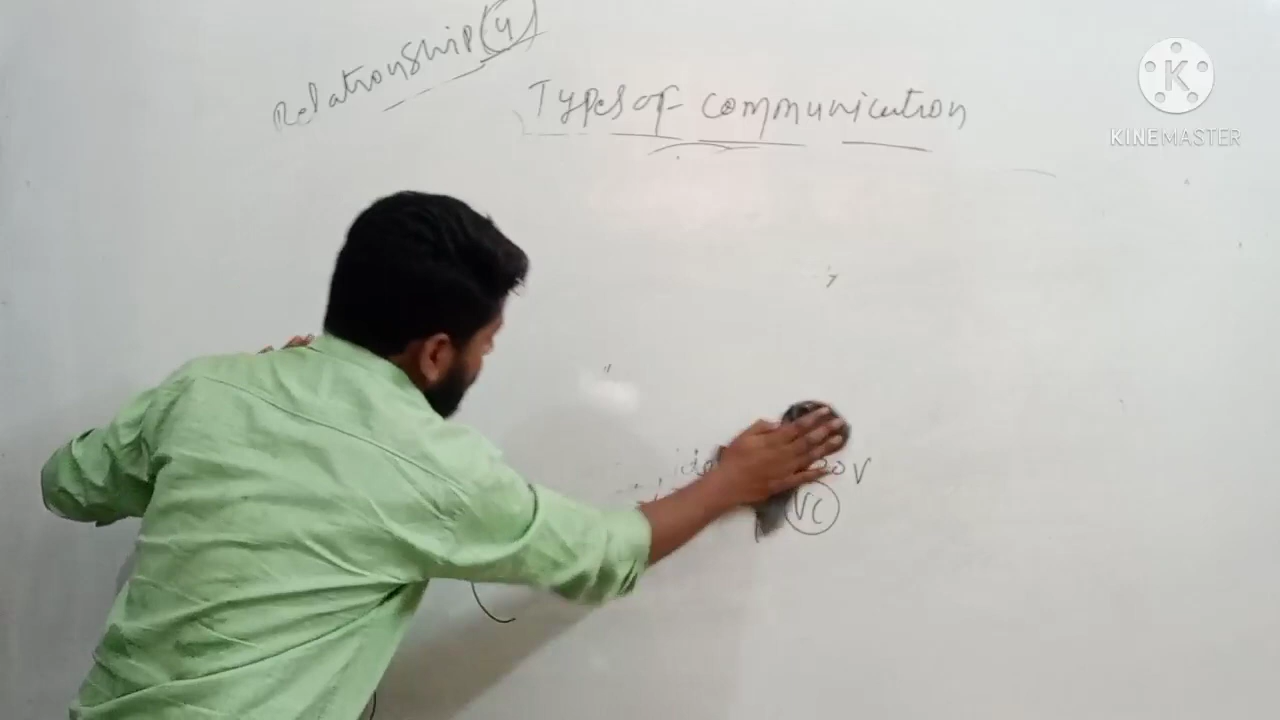 Relationship (4)
Types of communication
K
KINEMASTER
VC